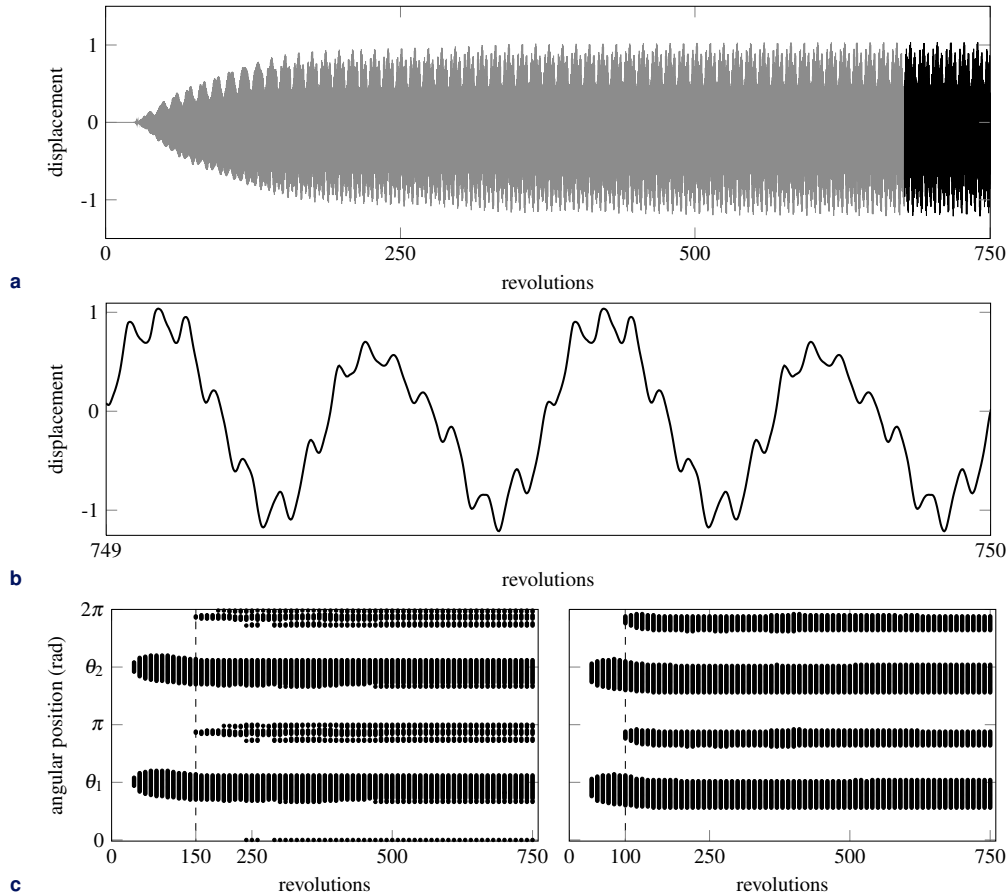 1
0
-1
displacement
0 250 500 750
revolutions
a
1
0
-1
displacement
749 750
revolutions
b
2π
θ2
π
θ1
0
angular position (rad)
0 150 250 500 750
revolutions
0 100 250 500 750
revolutions
c